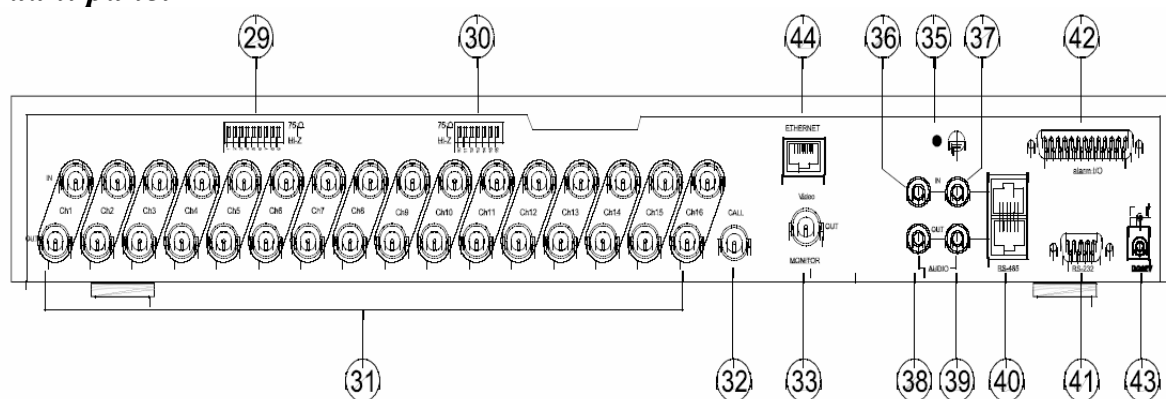 29 30 44 36 35 37 42
75Ω
Hi-Z
75Ω
Hi-Z
ETHERNET
alarm I/O
IN
IN
Ch1 Ch2 Ch3 Ch4 Ch5 Ch6 Ch7 Ch8 Ch9 Ch10 Ch11 Ch12 Ch13 Ch14 Ch15 Ch16 CALL
Video
OUT
OUT
OUT
MONITOR
AUDIO
RS-485
RS-232
31 32 33 38 39 40 41 43